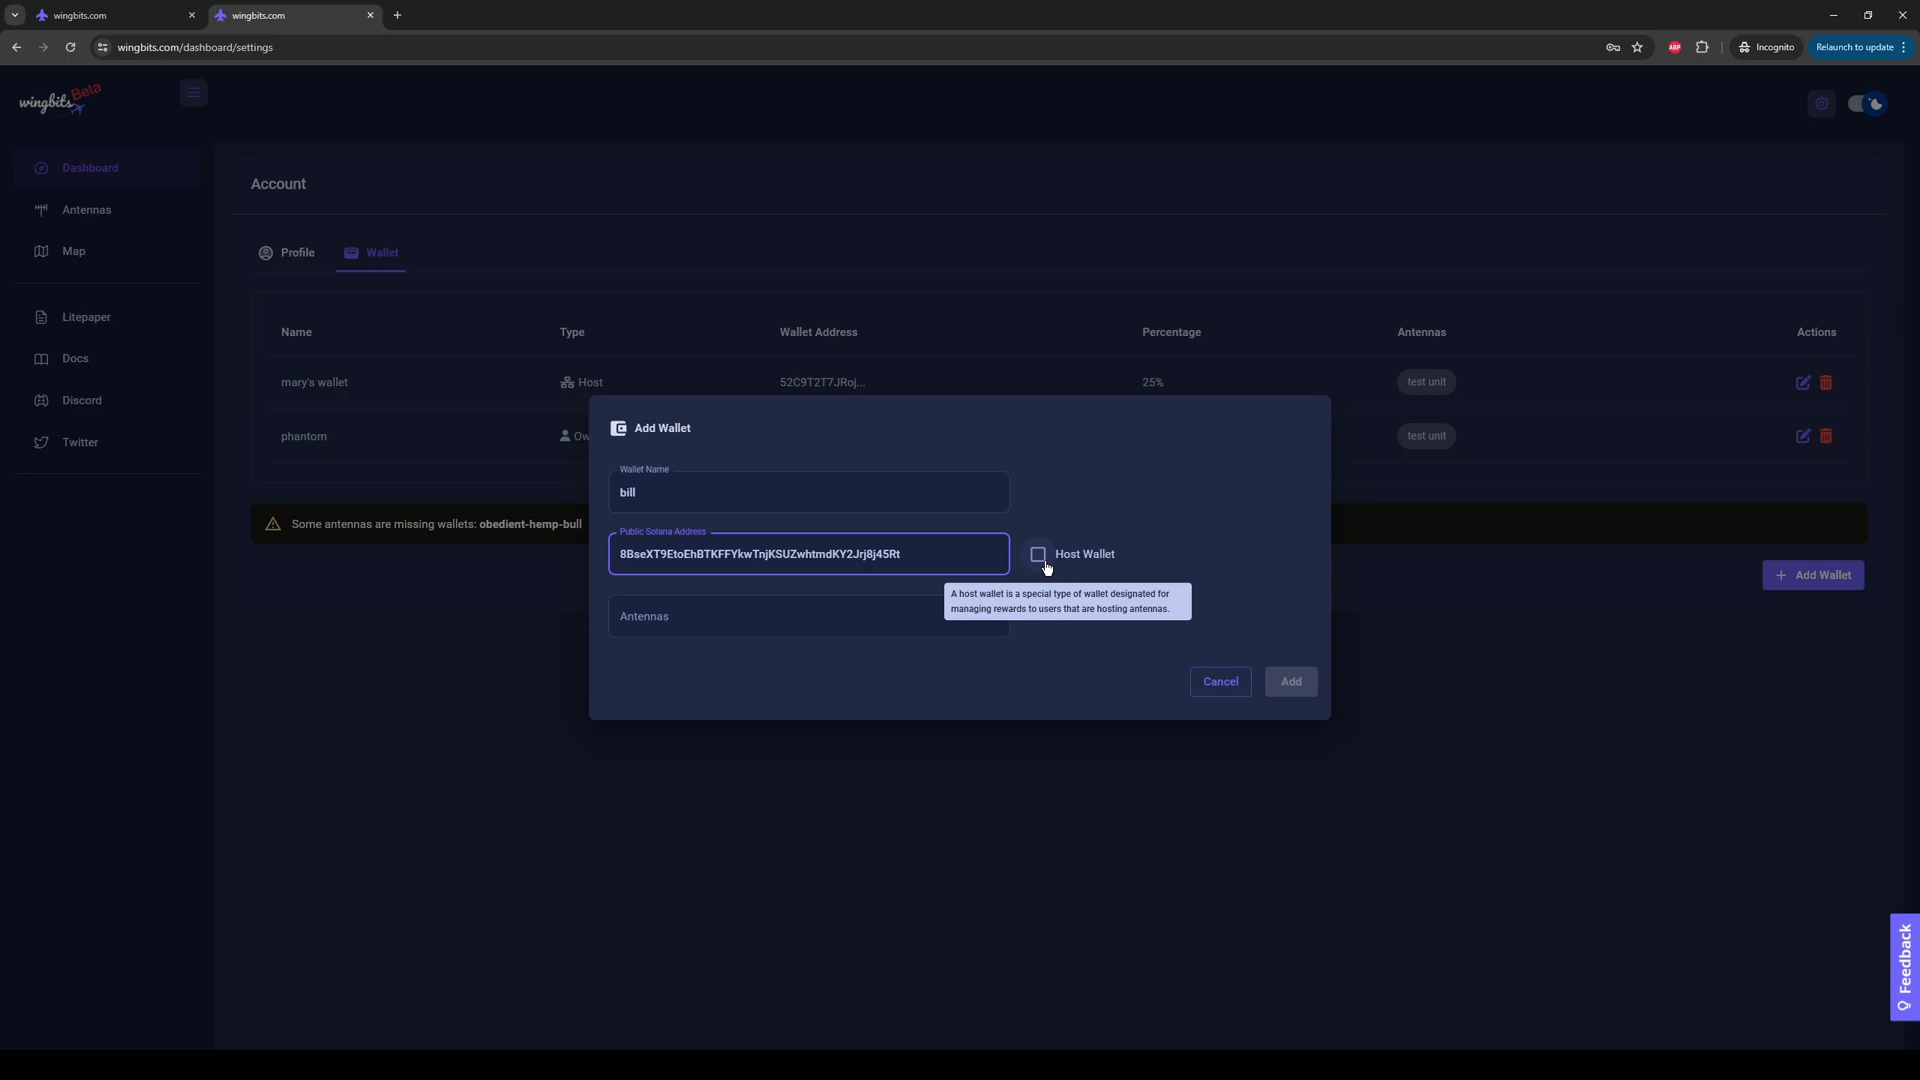 wingbits.com
wingbits.com
wingbits.com/dashboard/settings
ABP
Incognito
Relaunch to update
wingbits Beta
Dashboard
Antennas
Map
Litepaper
Docs
Discord
Twitter
Account
Profile
Wallet
Name Type Wallet Address Percentage Antennas Actions
mary's wallet Host 52C9T2T7JRoj... 25% test unit
phantom Ow test unit
Some antennas are missing wallets: obedient-hemp-bull
Add Wallet
Add Wallet
Wallet Name
bill
Public Solana Address
8BseXT9EtoEhBTKFFYkwTnjKSUZwhtmdKY2Jrj8j45Rt
Host Wallet
A host wallet is a special type of wallet designated for
managing rewards to users that are hosting antennas.
Antennas
Cancel
Add
Feedback